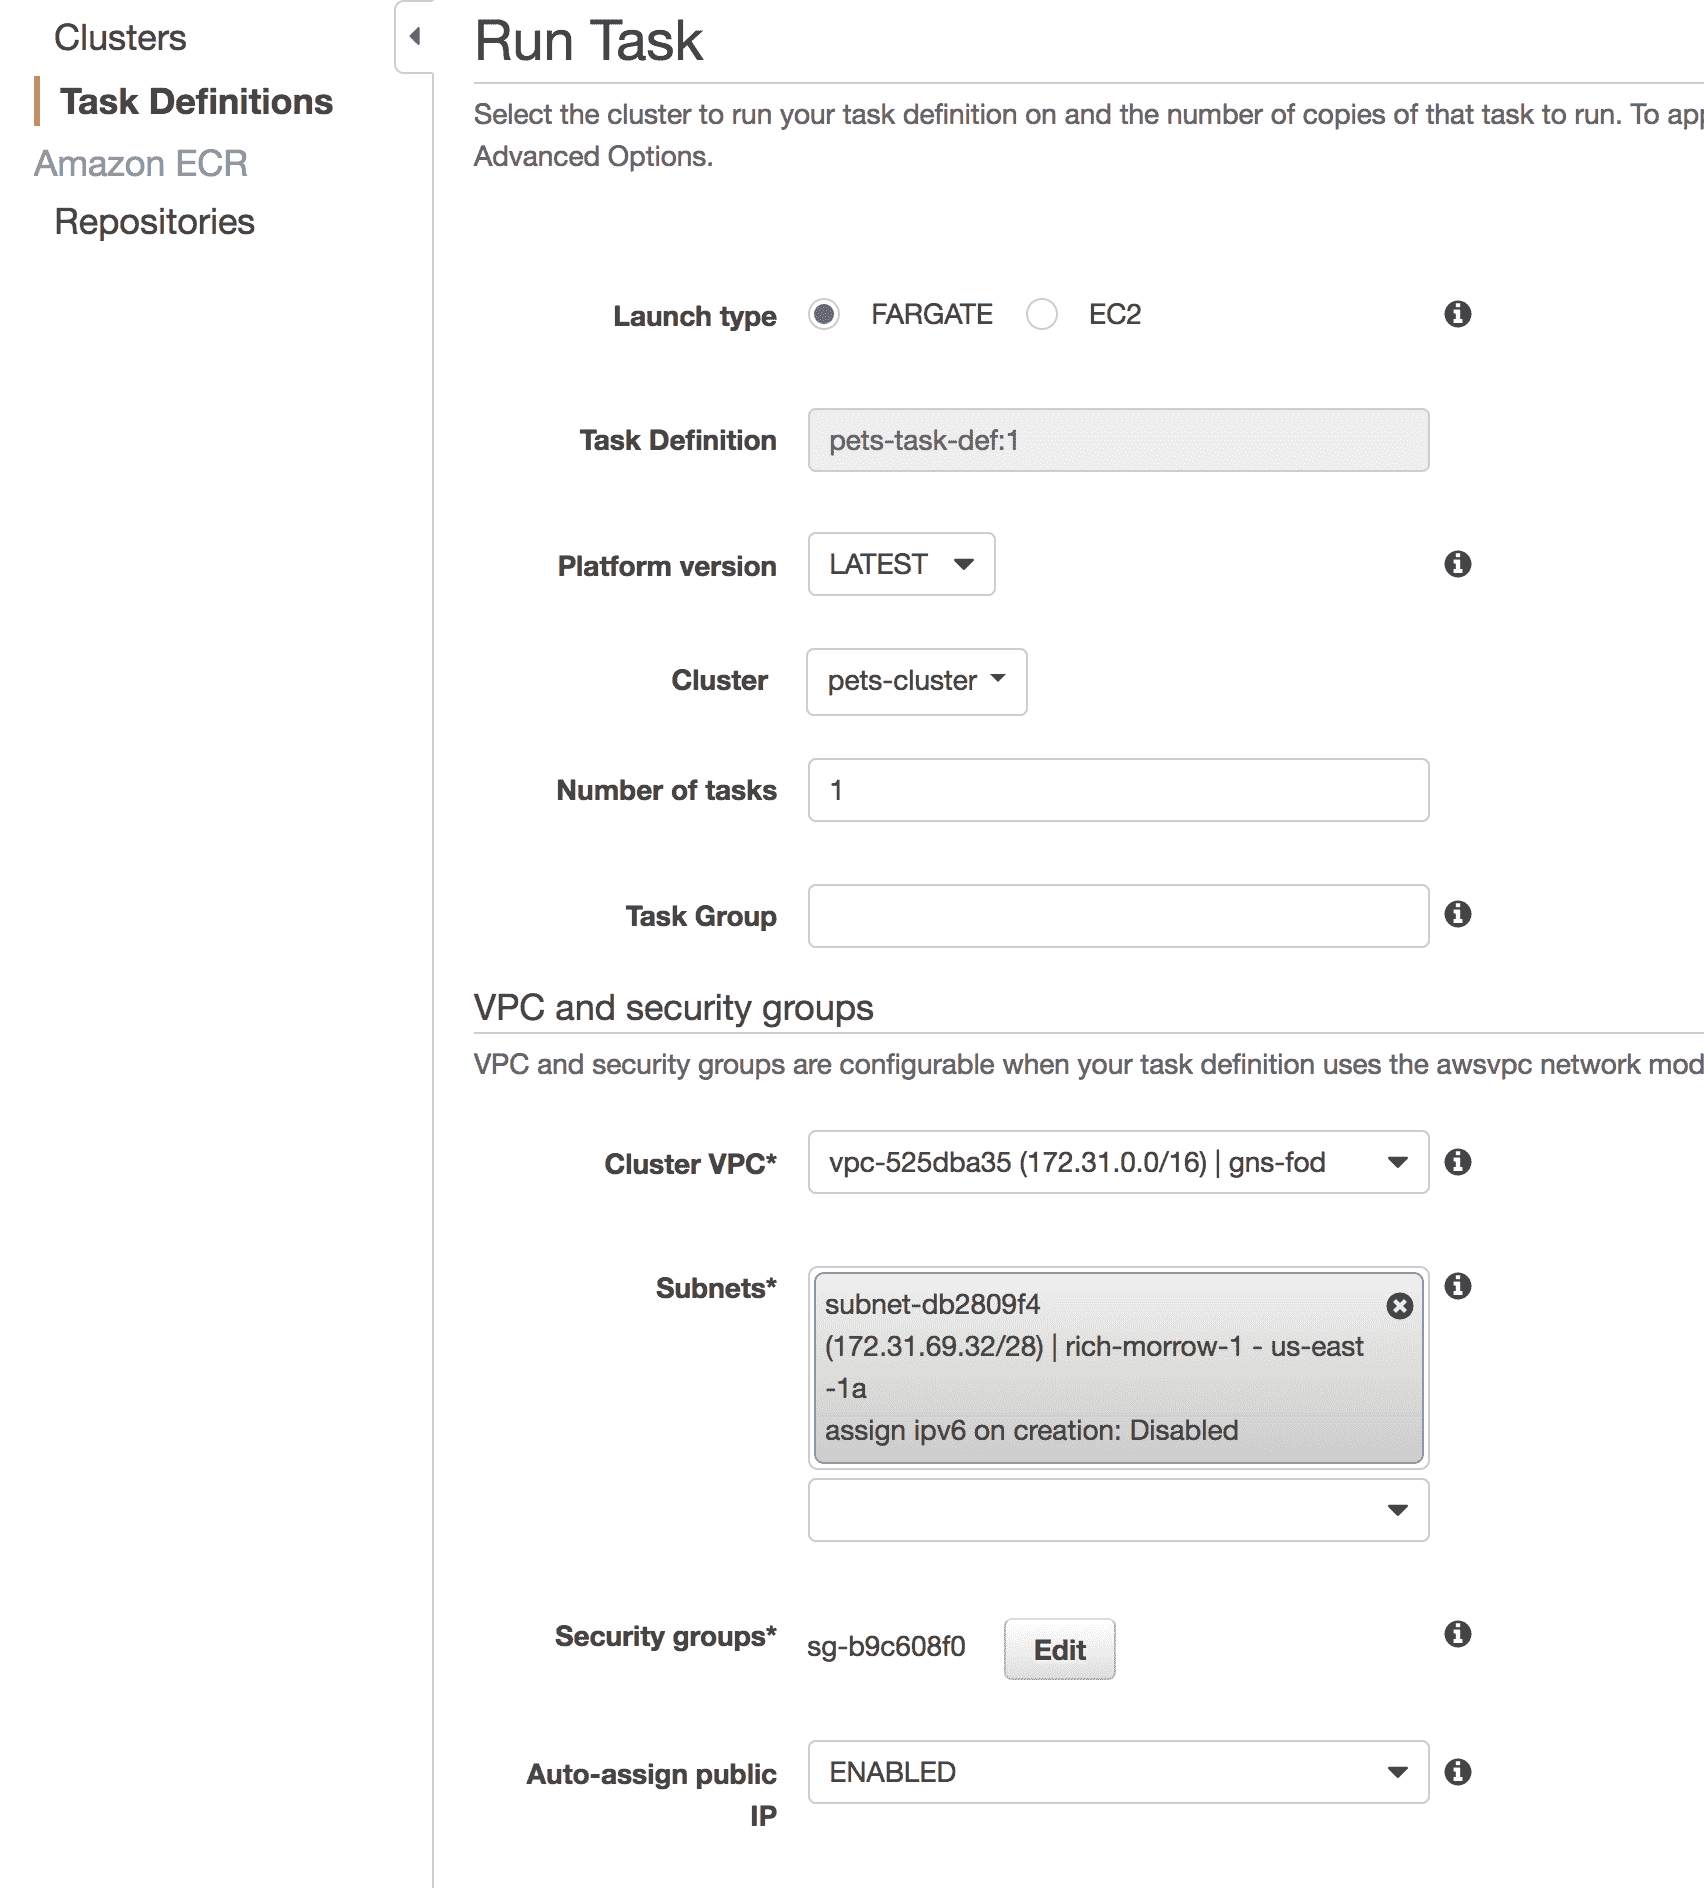 Clusters
Task Definitions
Amazon ECR
Repositories
Run Task
Select the cluster to run your task definition on and the number of copies of that task to run. To
Advanced Options.
Launch type FARGATE EC2
Task Definition pets-task-def:1
Platform version LATEST
Cluster pets-cluster
Number of tasks 1
Task Group
VPC and security groups
VPC and security groups are configurable when your task definition uses the awsvpc network
Cluster VPC* vpc-525dba35 (172.31.0.0/16) | gns-fod
Subnets* subnet-db2809f4
(172.31.69.32/28) | rich-morrow-1 - us-east
-1a
assign ipv6 on creation: Disabled
Security groups* sg-b9c608f0 Edit
Auto-assign public ENABLED
IP